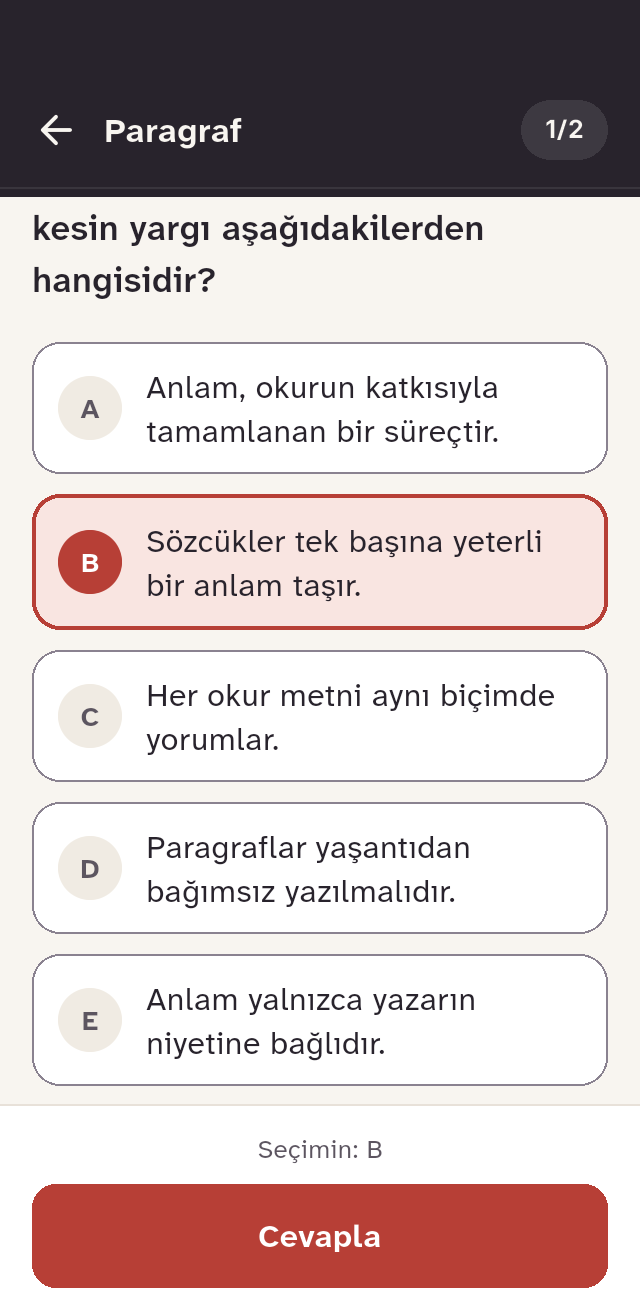 Paragraf
1/2
kesin yargı aşağıdakilerden
hangisidir?
A
Anlam, okurun katkısıyla
tamamlanan bir süreçtir.
B
Sözcükler tek başına yeterli
bir anlam taşır.
C
Her okur metni aynı biçimde
yorumlar.
D
Paragraflar yaşantıdan
bağımsız yazılmalıdır.
E
Anlam yalnızca yazarın
niyetine bağlıdır.
Seçimin: B
Cevapla